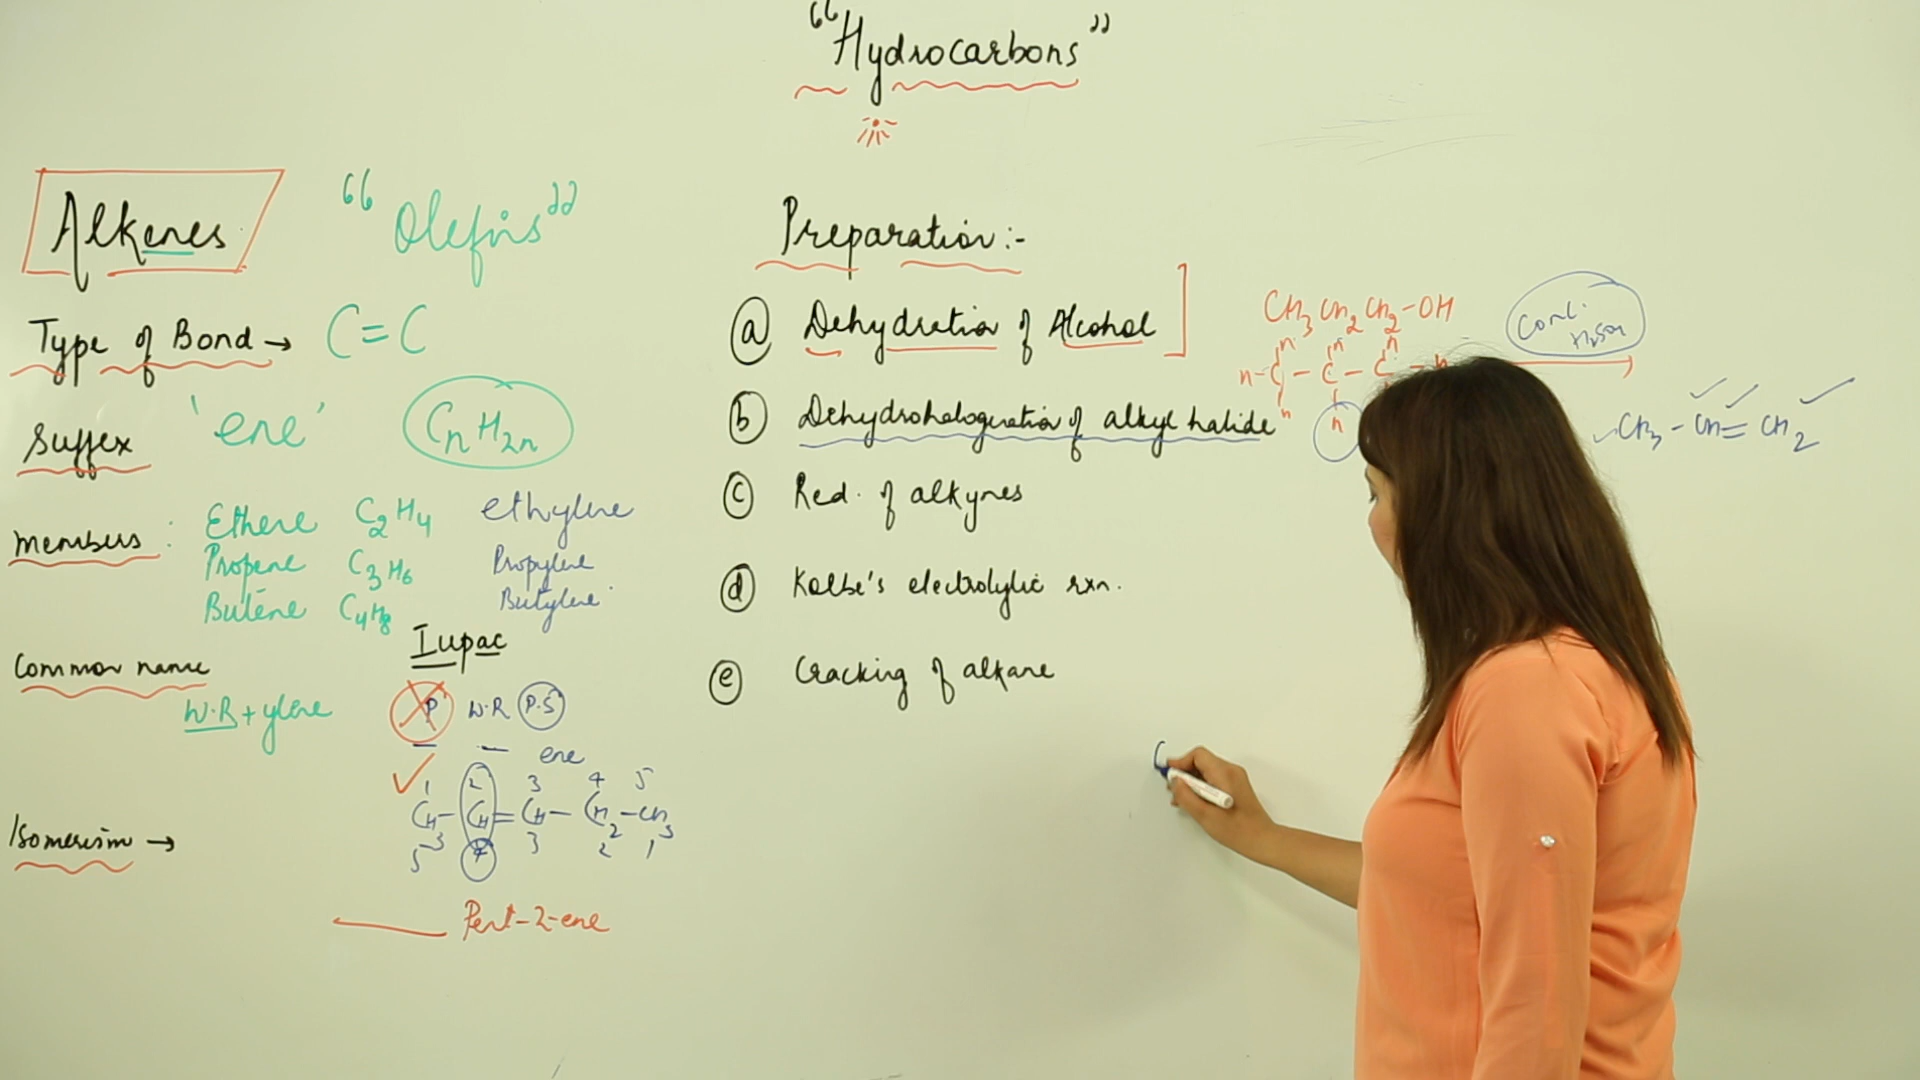 "Hydrocarbons"
Alkenes "Olefins"
Type of Bond → C=C
Suffex 'ene' CnH2n
Members : Ethene C2H4 ethylene
Propene C3H6 Propylene
Butene C4H8 Butylene
Common name
W.R + ylene
Iupac
P' W.R P.S'
— — ene
1 2 3 4 5
CH3-CH=CH-CH2-CH3
5 4 3 2 1
Isomerism →
Pent-2-ene
Preparation:-
(a) Dehydration of Alcohol
(b) Dehydrohalogenation of alkyl halide
(c) Red. of alkynes
(d) Kolbe's electrolytic rxn.
(e) Cracking of alkane
CH3 CH2 CH2-OH
Conc. H2SO4
H H H
H-C-C-C
H H
CH3-CH=CH2